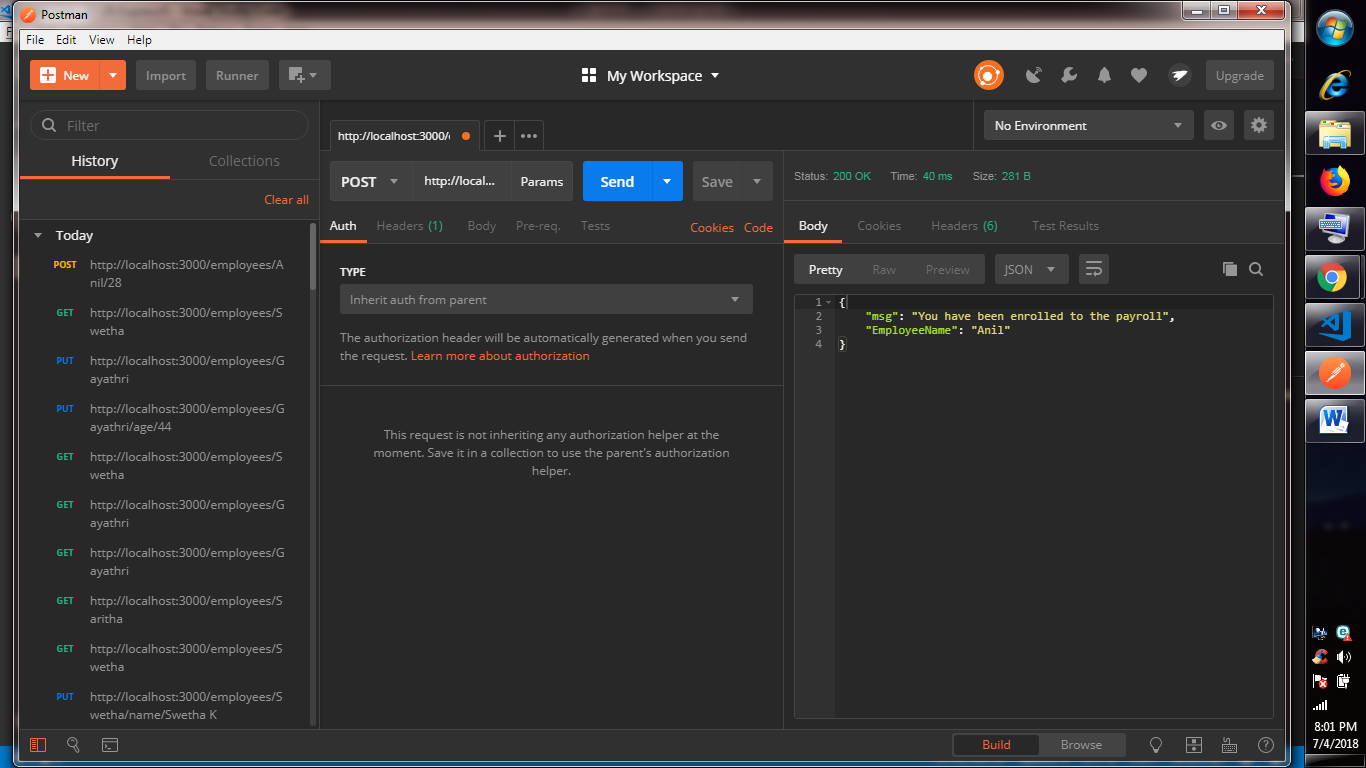 Postman
File Edit View Help
New Import Runner My Workspace Upgrade
Filter
History Collections
Clear all
Today
POST http://localhost:3000/employees/A
nil/28
GET http://localhost:3000/employees/S
wetha
PUT http://localhost:3000/employees/G
ayathri
PUT http://localhost:3000/employees/G
ayathri/age/44
GET http://localhost:3000/employees/S
wetha
GET http://localhost:3000/employees/G
ayathri
GET http://localhost:3000/employees/G
ayathri
GET http://localhost:3000/employees/S
aritha
GET http://localhost:3000/employees/S
wetha
PUT http://localhost:3000/employees/S
wetha/name/Swetha K
http://localhost:3000/
No Environment
POST http://local... Params Send Save
Auth Headers (1) Body Pre-req. Tests Cookies Code
TYPE
Inherit auth from parent
The authorization header will be automatically generated when you send
the request. Learn more about authorization
This request is not inheriting any authorization helper at the
moment. Save it in a collection to use the parent's authorization
helper.
Status: 200 OK Time: 40 ms Size: 281 B
Body Cookies Headers (6) Test Results
Pretty Raw Preview JSON
1 {
2 "msg": "You have been enrolled to the payroll",
3 "EmployeeName": "Anil"
4 }
Build Browse
8:01 PM
7/4/2018